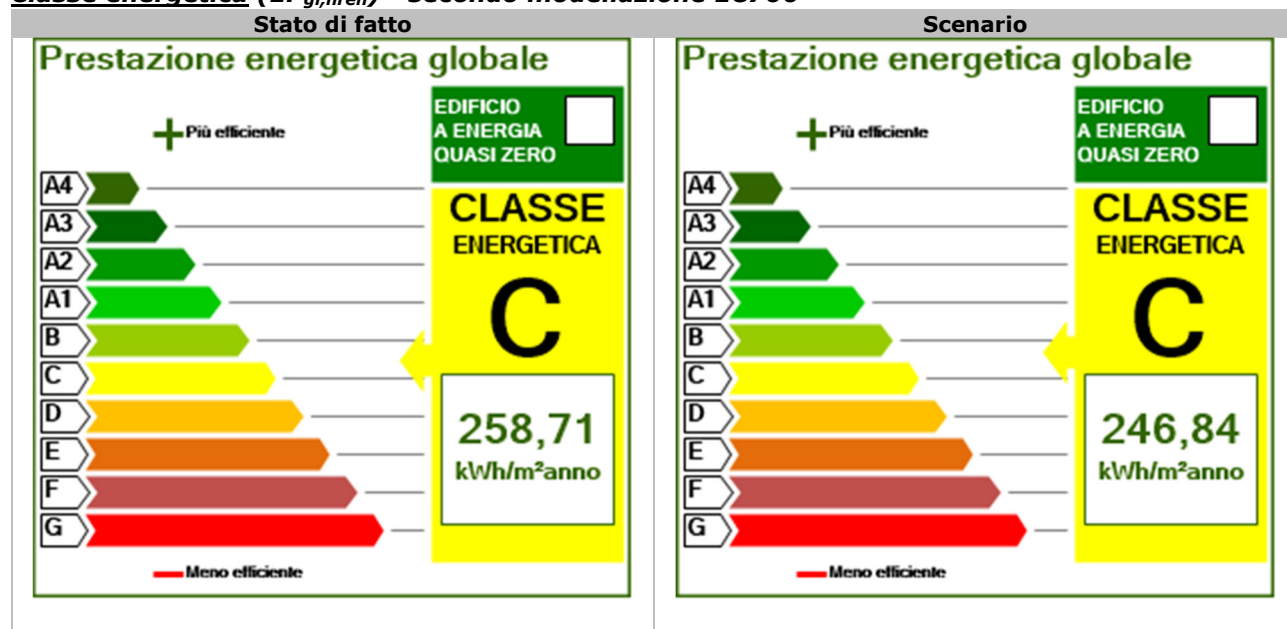 Stato di fatto
Scenario
Prestazione energetica globale
EDIFICIO
A ENERGIA
QUASI ZERO
Più efficiente
A4
A3
A2
A1
B
C
D
E
F
G
CLASSE
ENERGETICA
C
258,71
kWh/m²anno
Meno efficiente
Prestazione energetica globale
EDIFICIO
A ENERGIA
QUASI ZERO
Più efficiente
A4
A3
A2
A1
B
C
D
E
F
G
CLASSE
ENERGETICA
C
246,84
kWh/m²anno
Meno efficiente